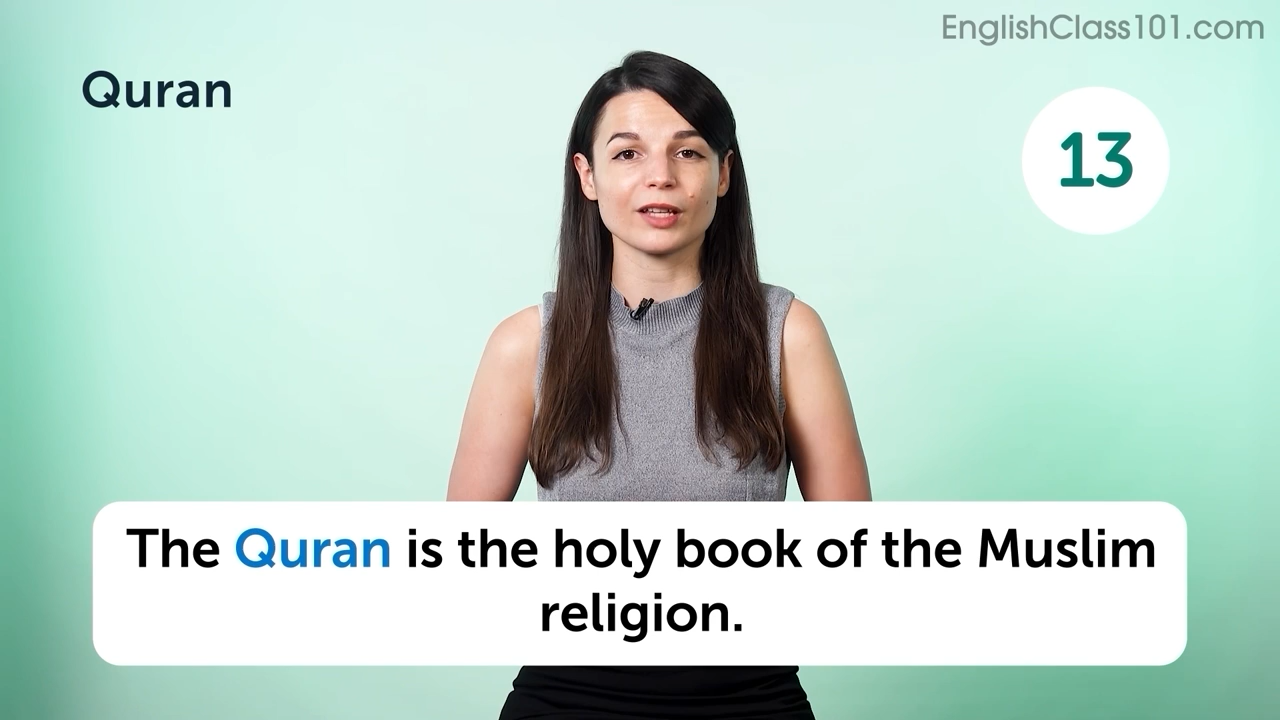 EnglishClass101.com
Quran
13
The Quran is the holy book of the Muslim
religion.